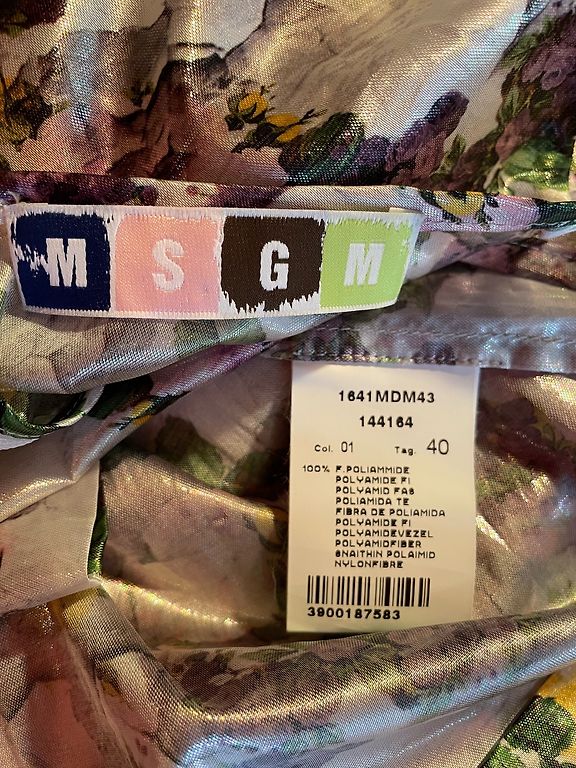 MSGM
1641MDM43
144164
Col. 01 Tag. 40
100% F.POLIAMMIDE
POLYAMIDE FI
POLYAMID FAS
POLIAMIDA TE
FIBRA DE POLIAMIDA
POLYAMIDE FI
POLYAMIDEVEZEL
POLYAMIDFIBER
SNAITHIN POLAIMID
NYLONFIBRE
3900187583